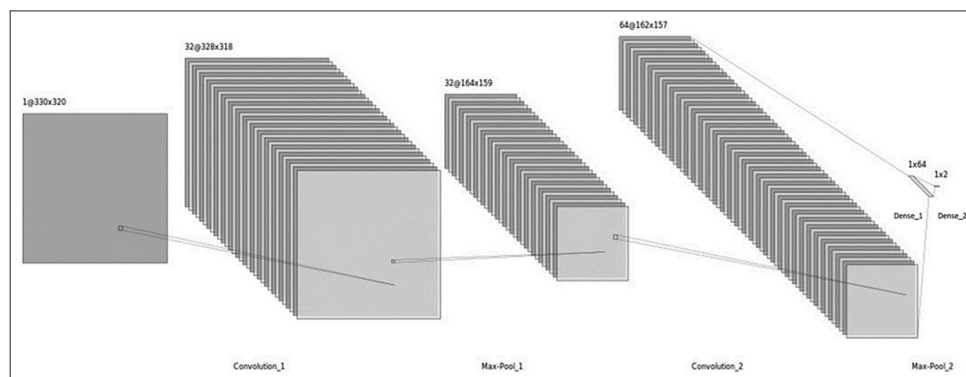 1@330x320
32@328x318
32@164x159
64@162x157
1x64
1x2
Dense_1
Dense_2
Convolution_1
Max-Pool_1
Convolution_2
Max-Pool_2